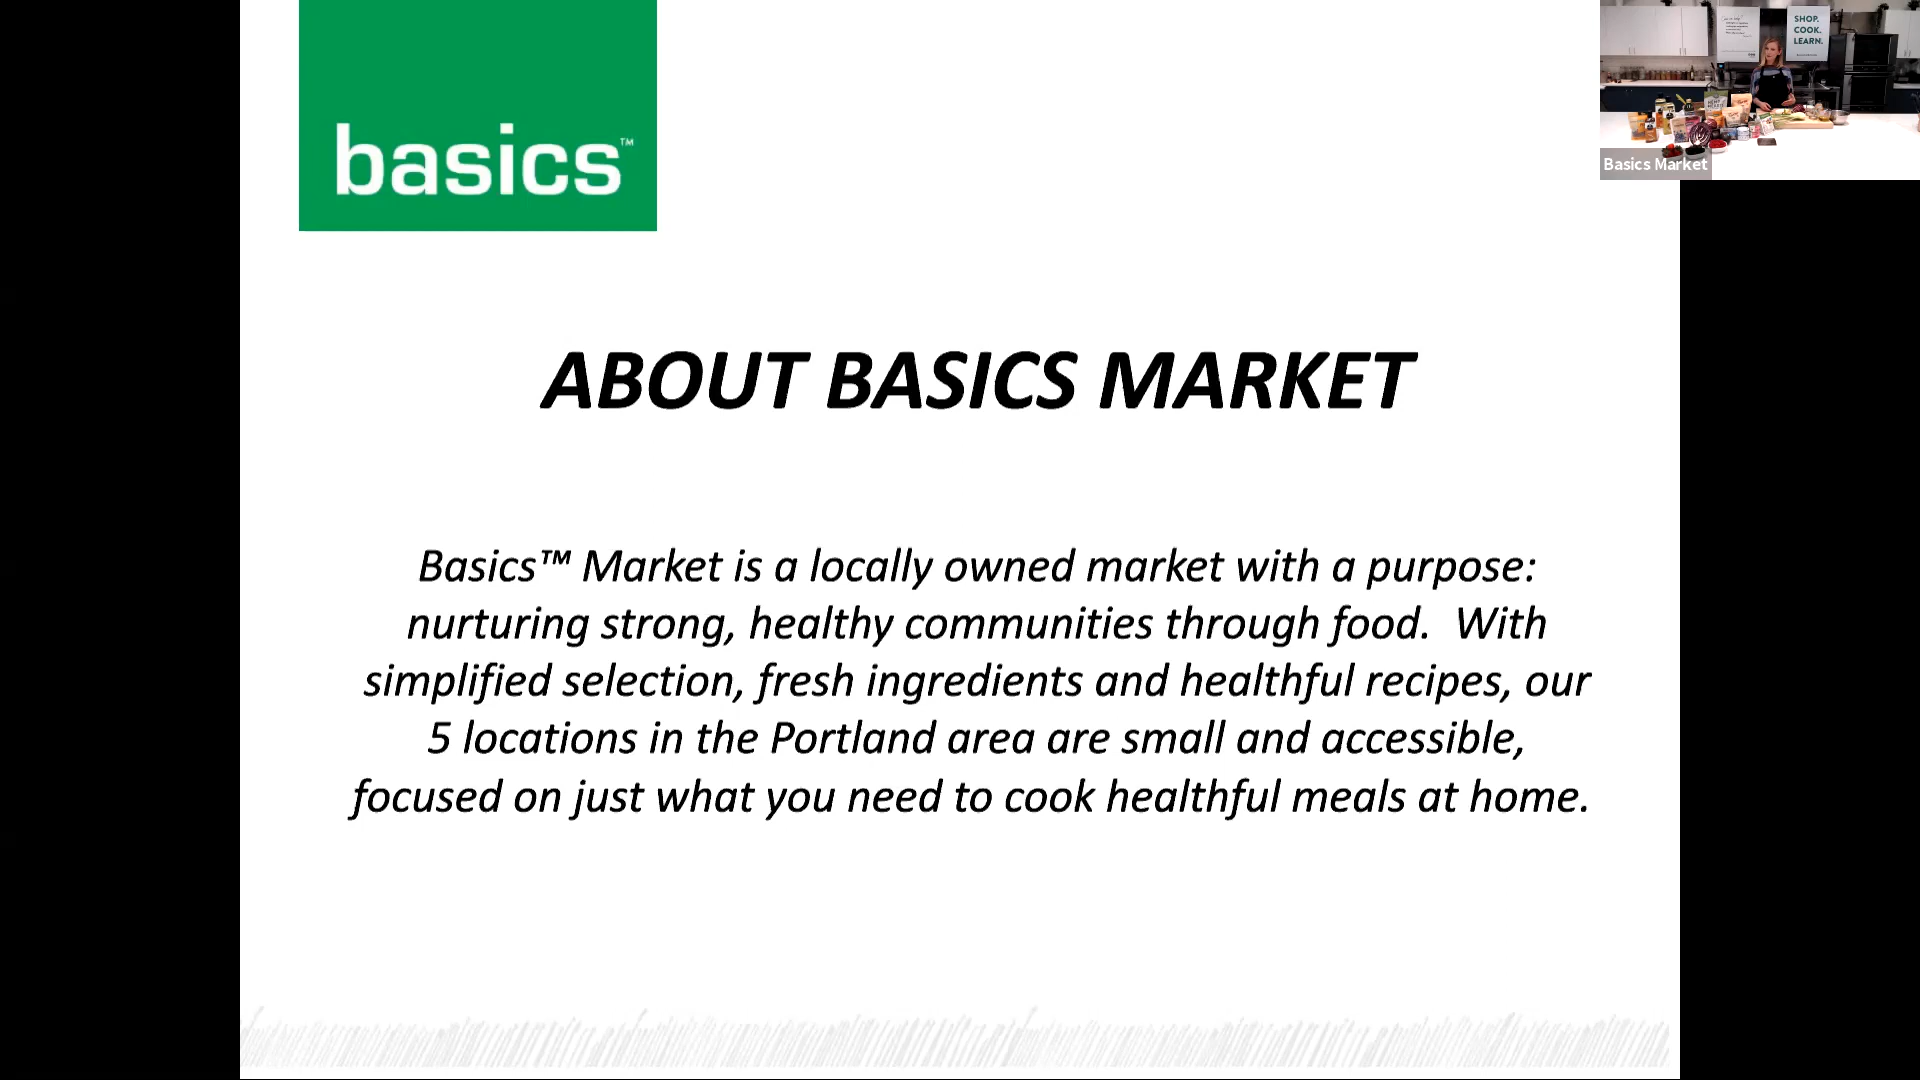 basics™
SHOP.
COOK.
LEARN.
Basics Market
ABOUT BASICS MARKET
Basics™ Market is a locally owned market with a purpose:
nurturing strong, healthy communities through food.  With
simplified selection, fresh ingredients and healthful recipes, our
5 locations in the Portland area are small and accessible,
focused on just what you need to cook healthful meals at home.